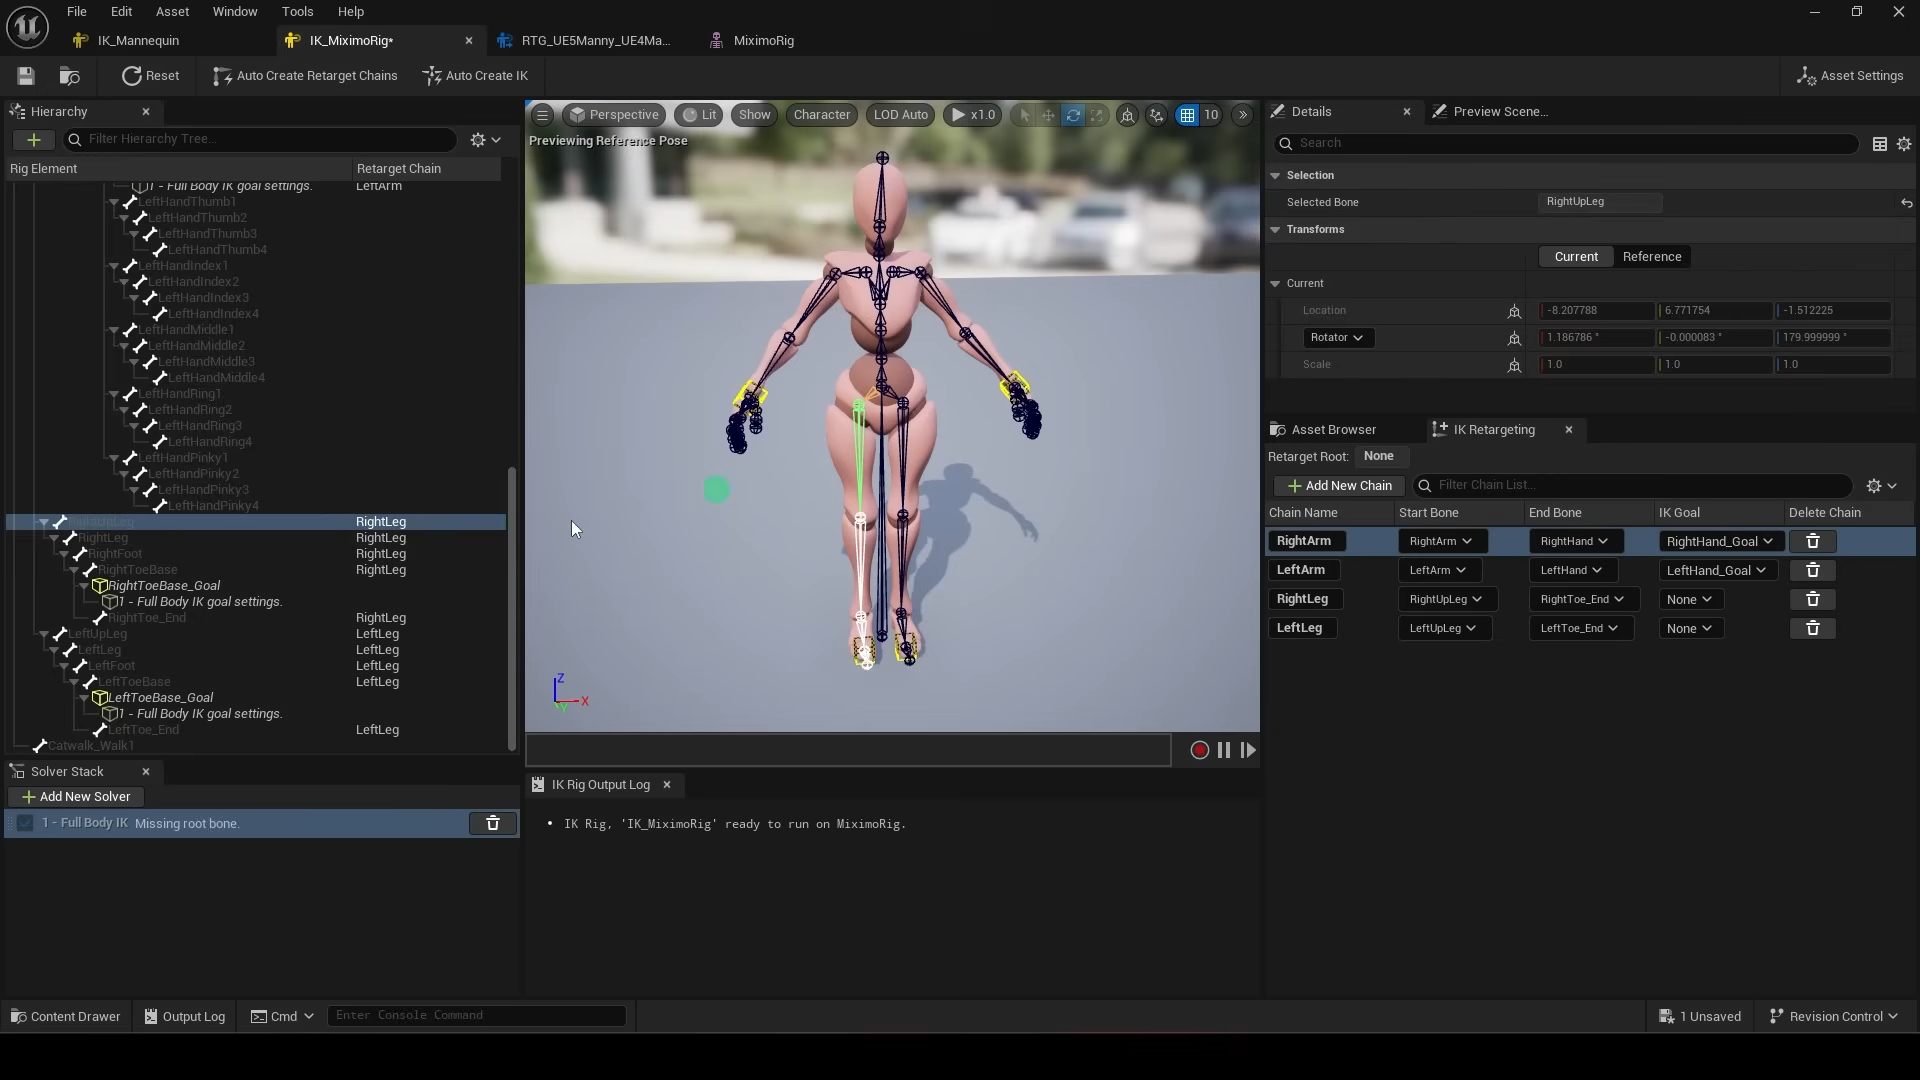 File Edit Asset Window Tools Help
IK_Mannequin IK_MiximoRig* RTG_UE5Manny_UE4Ma... MiximoRig
Reset Auto Create Retarget Chains Auto Create IK Asset Settings
Hierarchy
Filter Hierarchy Tree...
Rig Element Retarget Chain
1 - Full Body IK goal settings. LeftArm
LeftHandThumb1
LeftHandThumb2
LeftHandThumb3
LeftHandThumb4
LeftHandIndex1
LeftHandIndex2
LeftHandIndex3
LeftHandIndex4
LeftHandMiddle1
LeftHandMiddle2
LeftHandMiddle3
LeftHandMiddle4
LeftHandRing1
LeftHandRing2
LeftHandRing3
LeftHandRing4
LeftHandPinky1
LeftHandPinky2
LeftHandPinky3
LeftHandPinky4
RightUpLeg RightLeg
RightLeg RightLeg
RightFoot RightLeg
RightToeBase RightLeg
RightToeBase_Goal
1 - Full Body IK goal settings.
RightToe_End RightLeg
LeftUpLeg LeftLeg
LeftLeg LeftLeg
LeftFoot LeftLeg
LeftToeBase LeftLeg
LeftToeBase_Goal
1 - Full Body IK goal settings.
LeftToe_End LeftLeg
Catwalk_Walk1
Solver Stack
Add New Solver
1 - Full Body IK Missing root bone.
Perspective Lit Show Character LOD Auto x1.0 10
Previewing Reference Pose
Z
X
Y
IK Rig Output Log
• IK Rig, 'IK_MiximoRig' ready to run on MiximoRig.
Details Preview Scene...
Search
Selection
Selected Bone RightUpLeg
Transforms
Current Reference
Current
Location -8.207788 6.771754 -1.512225
Rotator 1.186786 ° -0.000083 ° 179.999999 °
Scale 1.0 1.0 1.0
Asset Browser IK Retargeting
Retarget Root: None
Add New Chain Filter Chain List...
Chain Name Start Bone End Bone IK Goal Delete Chain
RightArm RightArm RightHand RightHand_Goal
LeftArm LeftArm LeftHand LeftHand_Goal
RightLeg RightUpLeg RightToe_End None
LeftLeg LeftUpLeg LeftToe_End None
Content Drawer Output Log Cmd Enter Console Command 1 Unsaved Revision Control